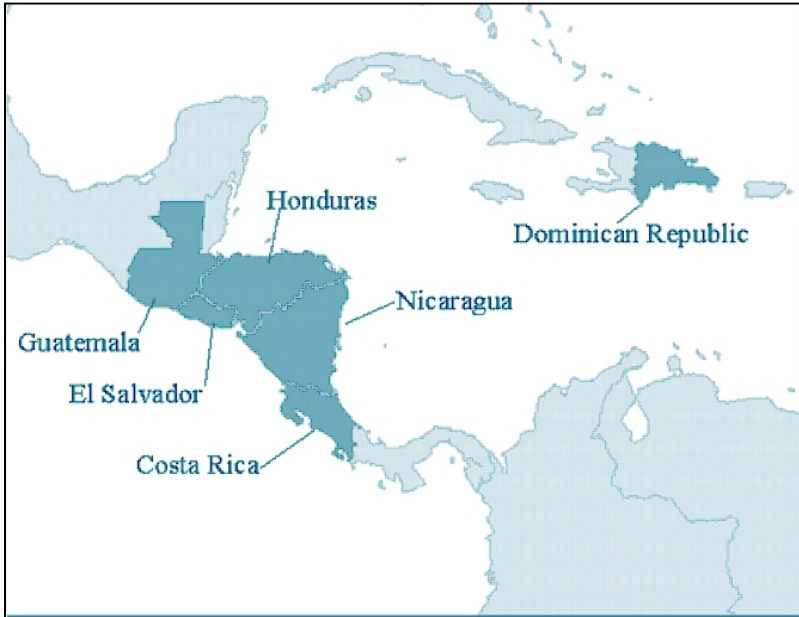 Honduras
Dominican Republic
Nicaragua
Guatemala
El Salvador
Costa Rica